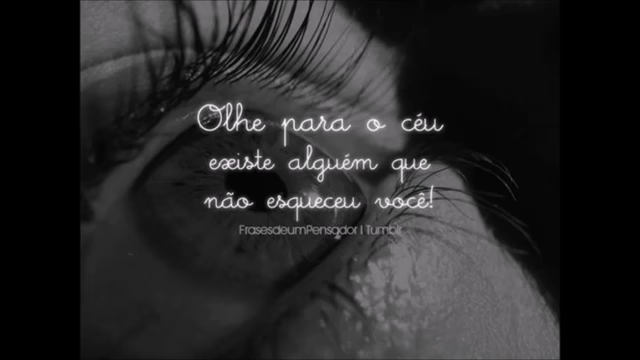 Olhe para o céu
existe alguém que
não esqueceu você!
FrasesdeumPensador | Tumblr